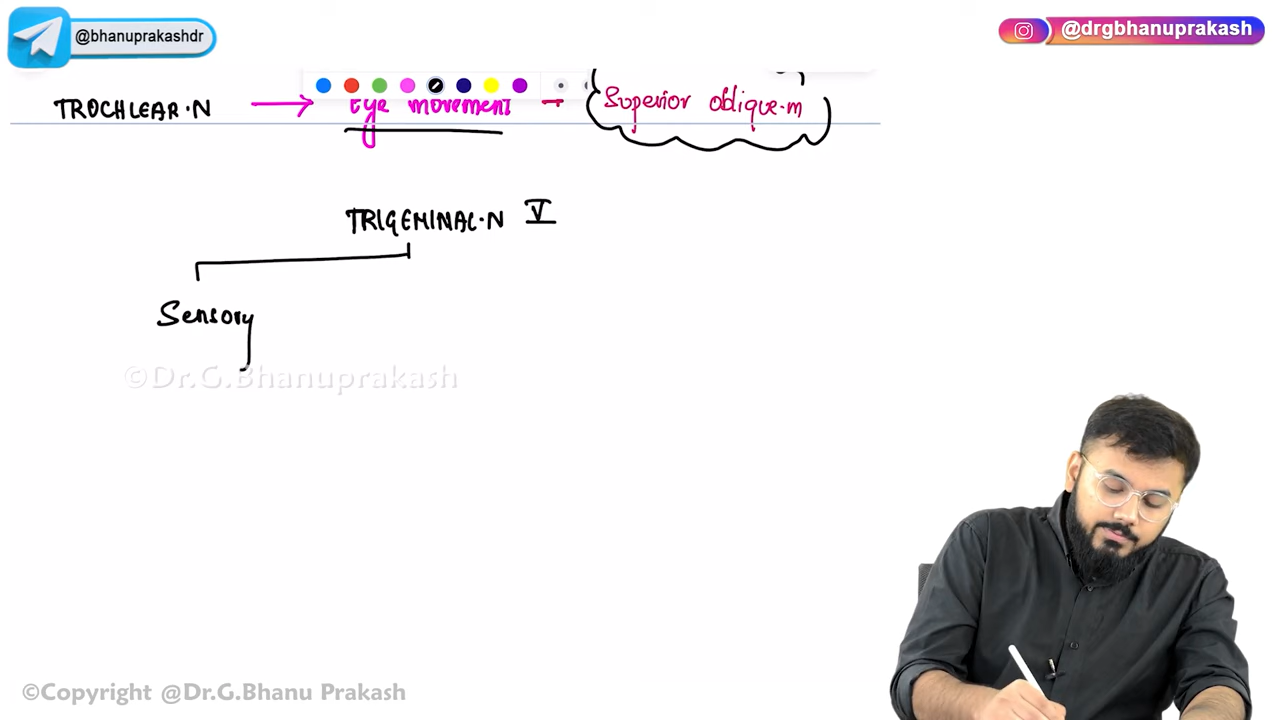 @bhanuprakashdr
@drgbhanuprakash
TROCHLEAR.N → Eye movement – Superior oblique.m
TRIGEMINAL.N V
Sensory
©Dr.G.Bhanuprakash
©Copyright @Dr.G.Bhanu Prakash